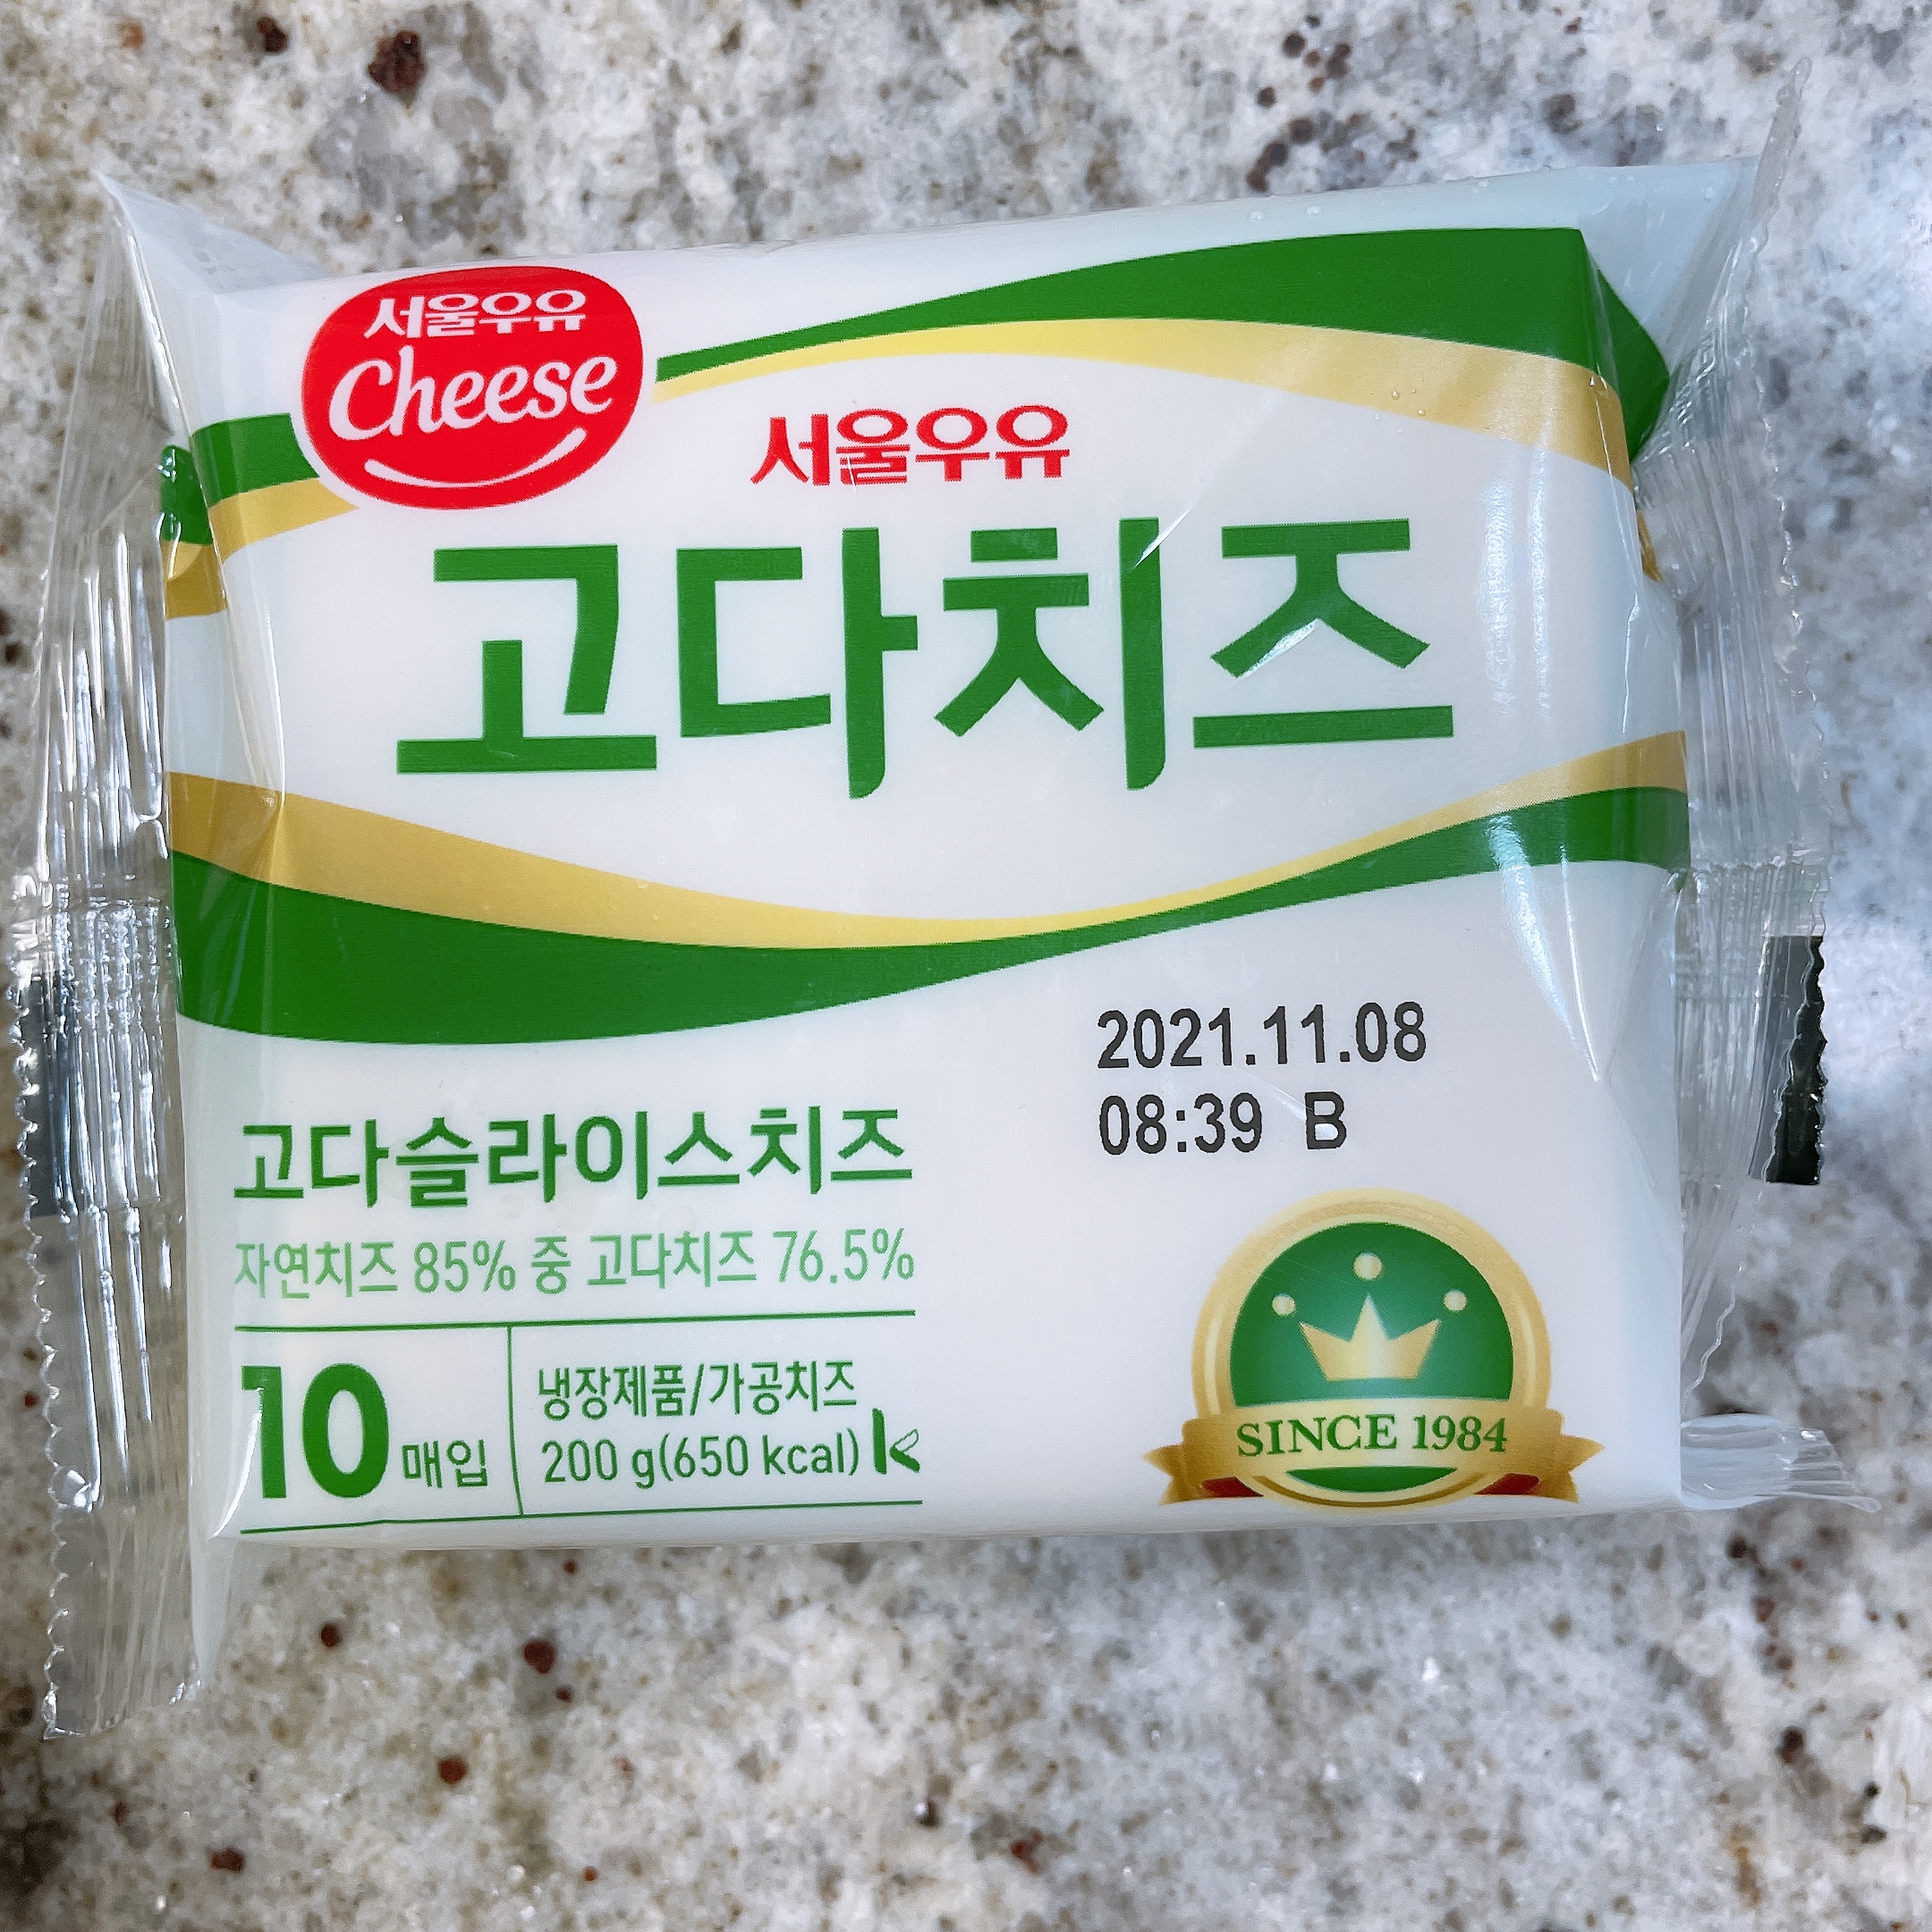 서울우유
Cheese
서울우유
고다치즈
2021.11.08
08:39 B
고다슬라이스치즈
자연치즈 85% 중 고다치즈 76.5%
10매입
냉장제품/가공치즈
200 g(650 kcal)
k
SINCE 1984